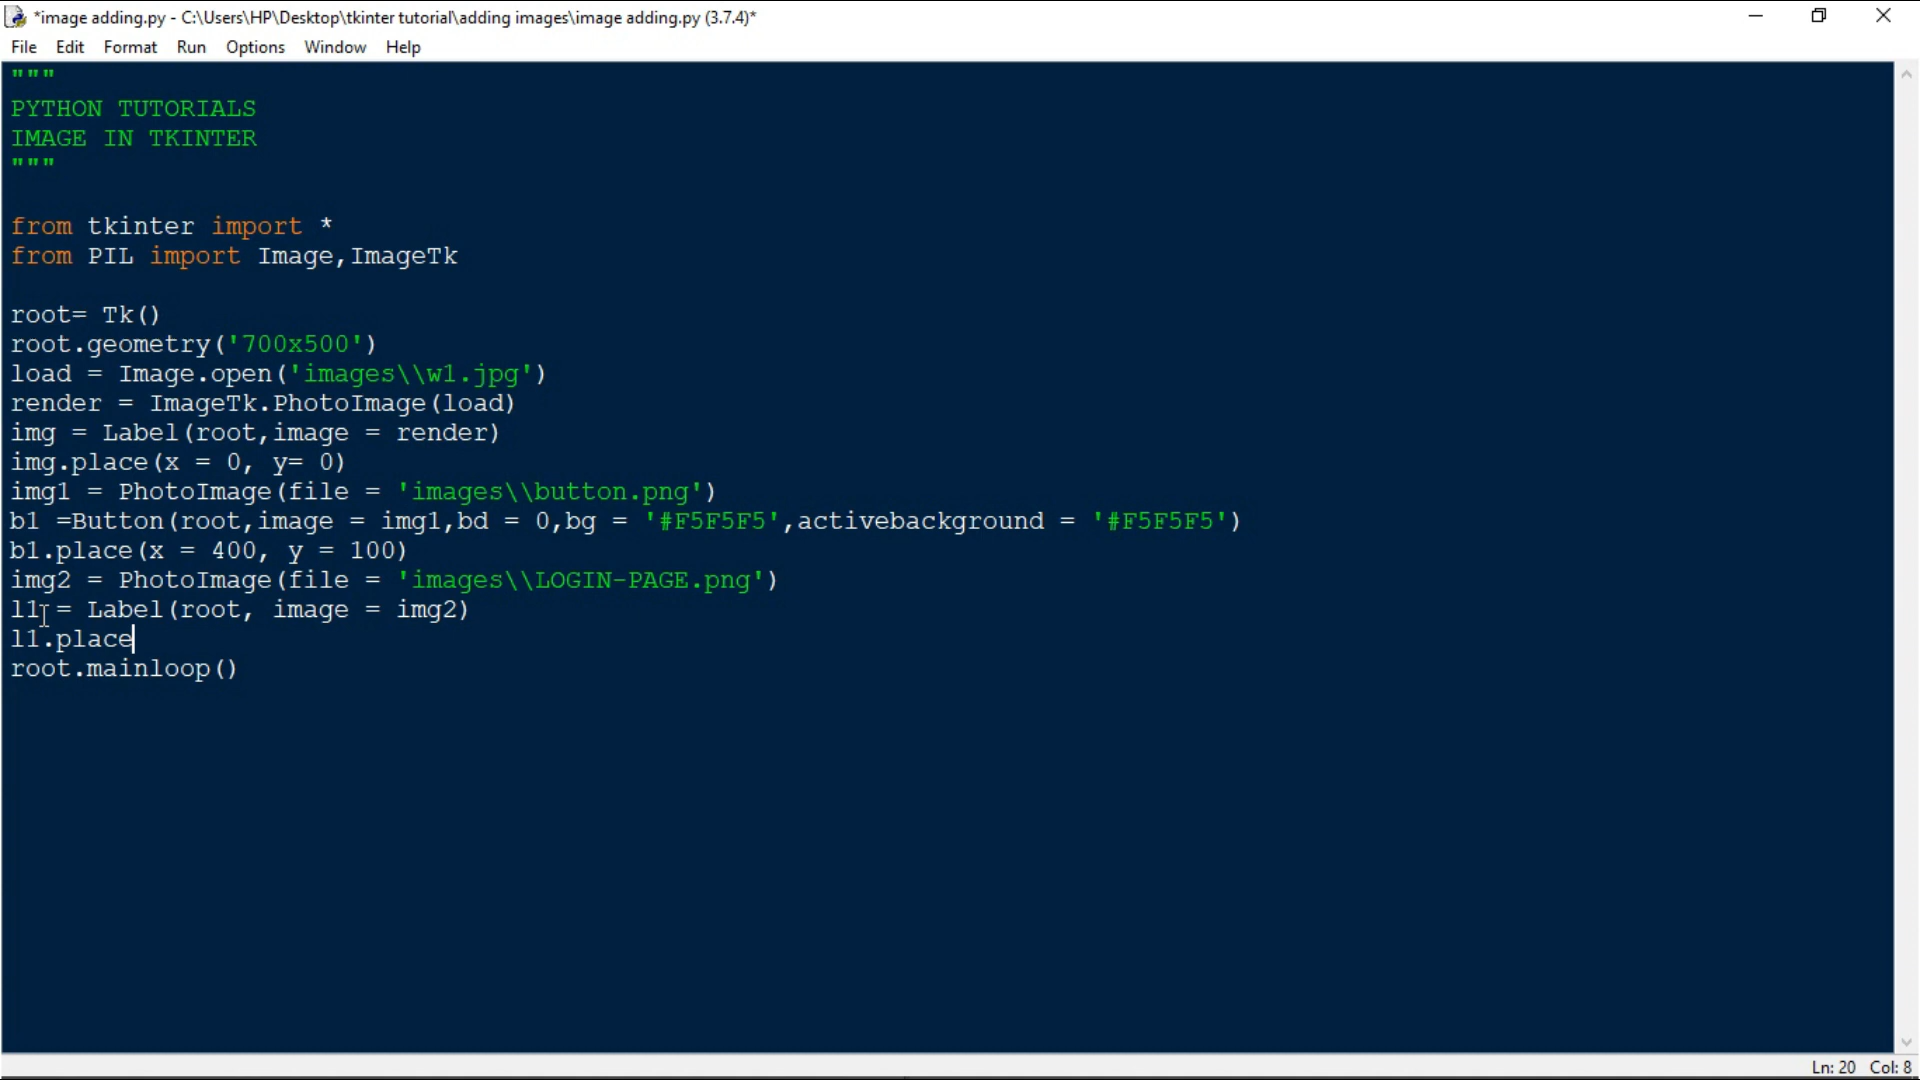 *image adding.py - C:\Users\HP\Desktop\tkinter tutorial\adding images\image adding.py (3.7.4)*
File Edit Format Run Options Window Help
"""
PYTHON TUTORIALS
IMAGE IN TKINTER
"""
from tkinter import *
from PIL import Image,ImageTk
root= Tk()
root.geometry('700x500')
load = Image.open('images\\w1.jpg')
render = ImageTk.PhotoImage(load)
img = Label(root,image = render)
img.place(x = 0, y= 0)
img1 = PhotoImage(file = 'images\\button.png')
b1 =Button(root,image = img1,bd = 0,bg = '#F5F5F5',activebackground = '#F5F5F5')
b1.place(x = 400, y = 100)
img2 = PhotoImage(file = 'images\\LOGIN-PAGE.png')
l1 = Label(root, image = img2)
l1.place
root.mainloop()
Ln: 20 Col: 8